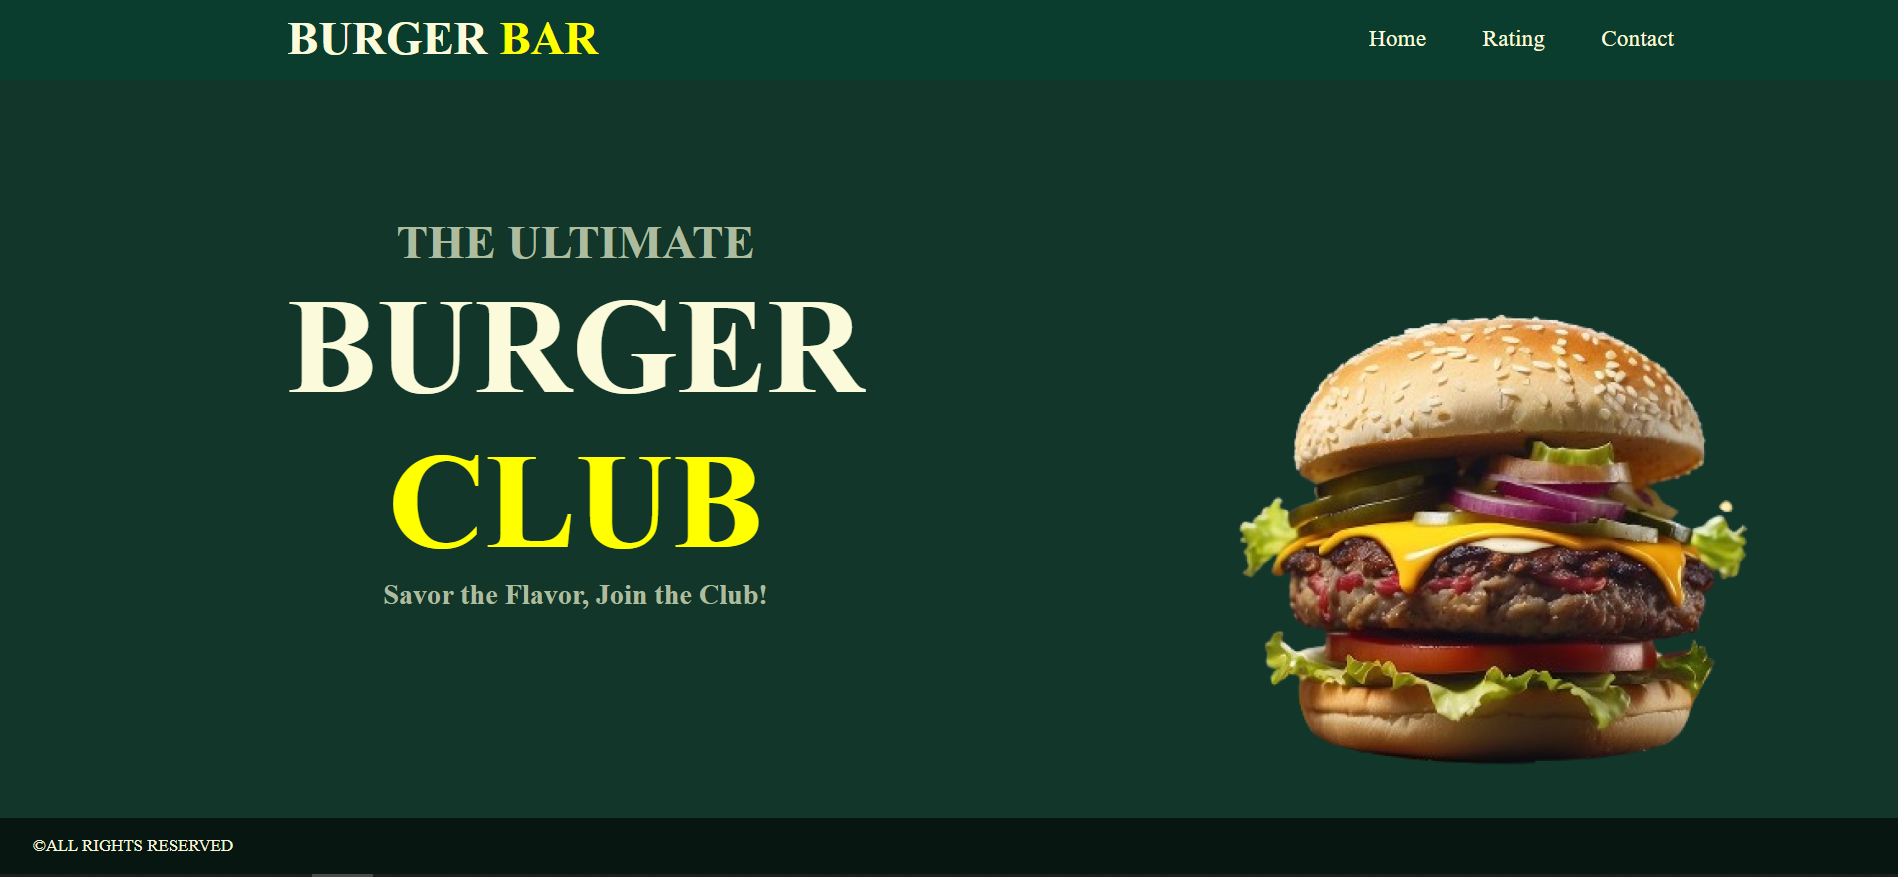 BURGER BAR
Home Rating Contact
THE ULTIMATE
BURGER
CLUB
Savor the Flavor, Join the Club!
©ALL RIGHTS RESERVED